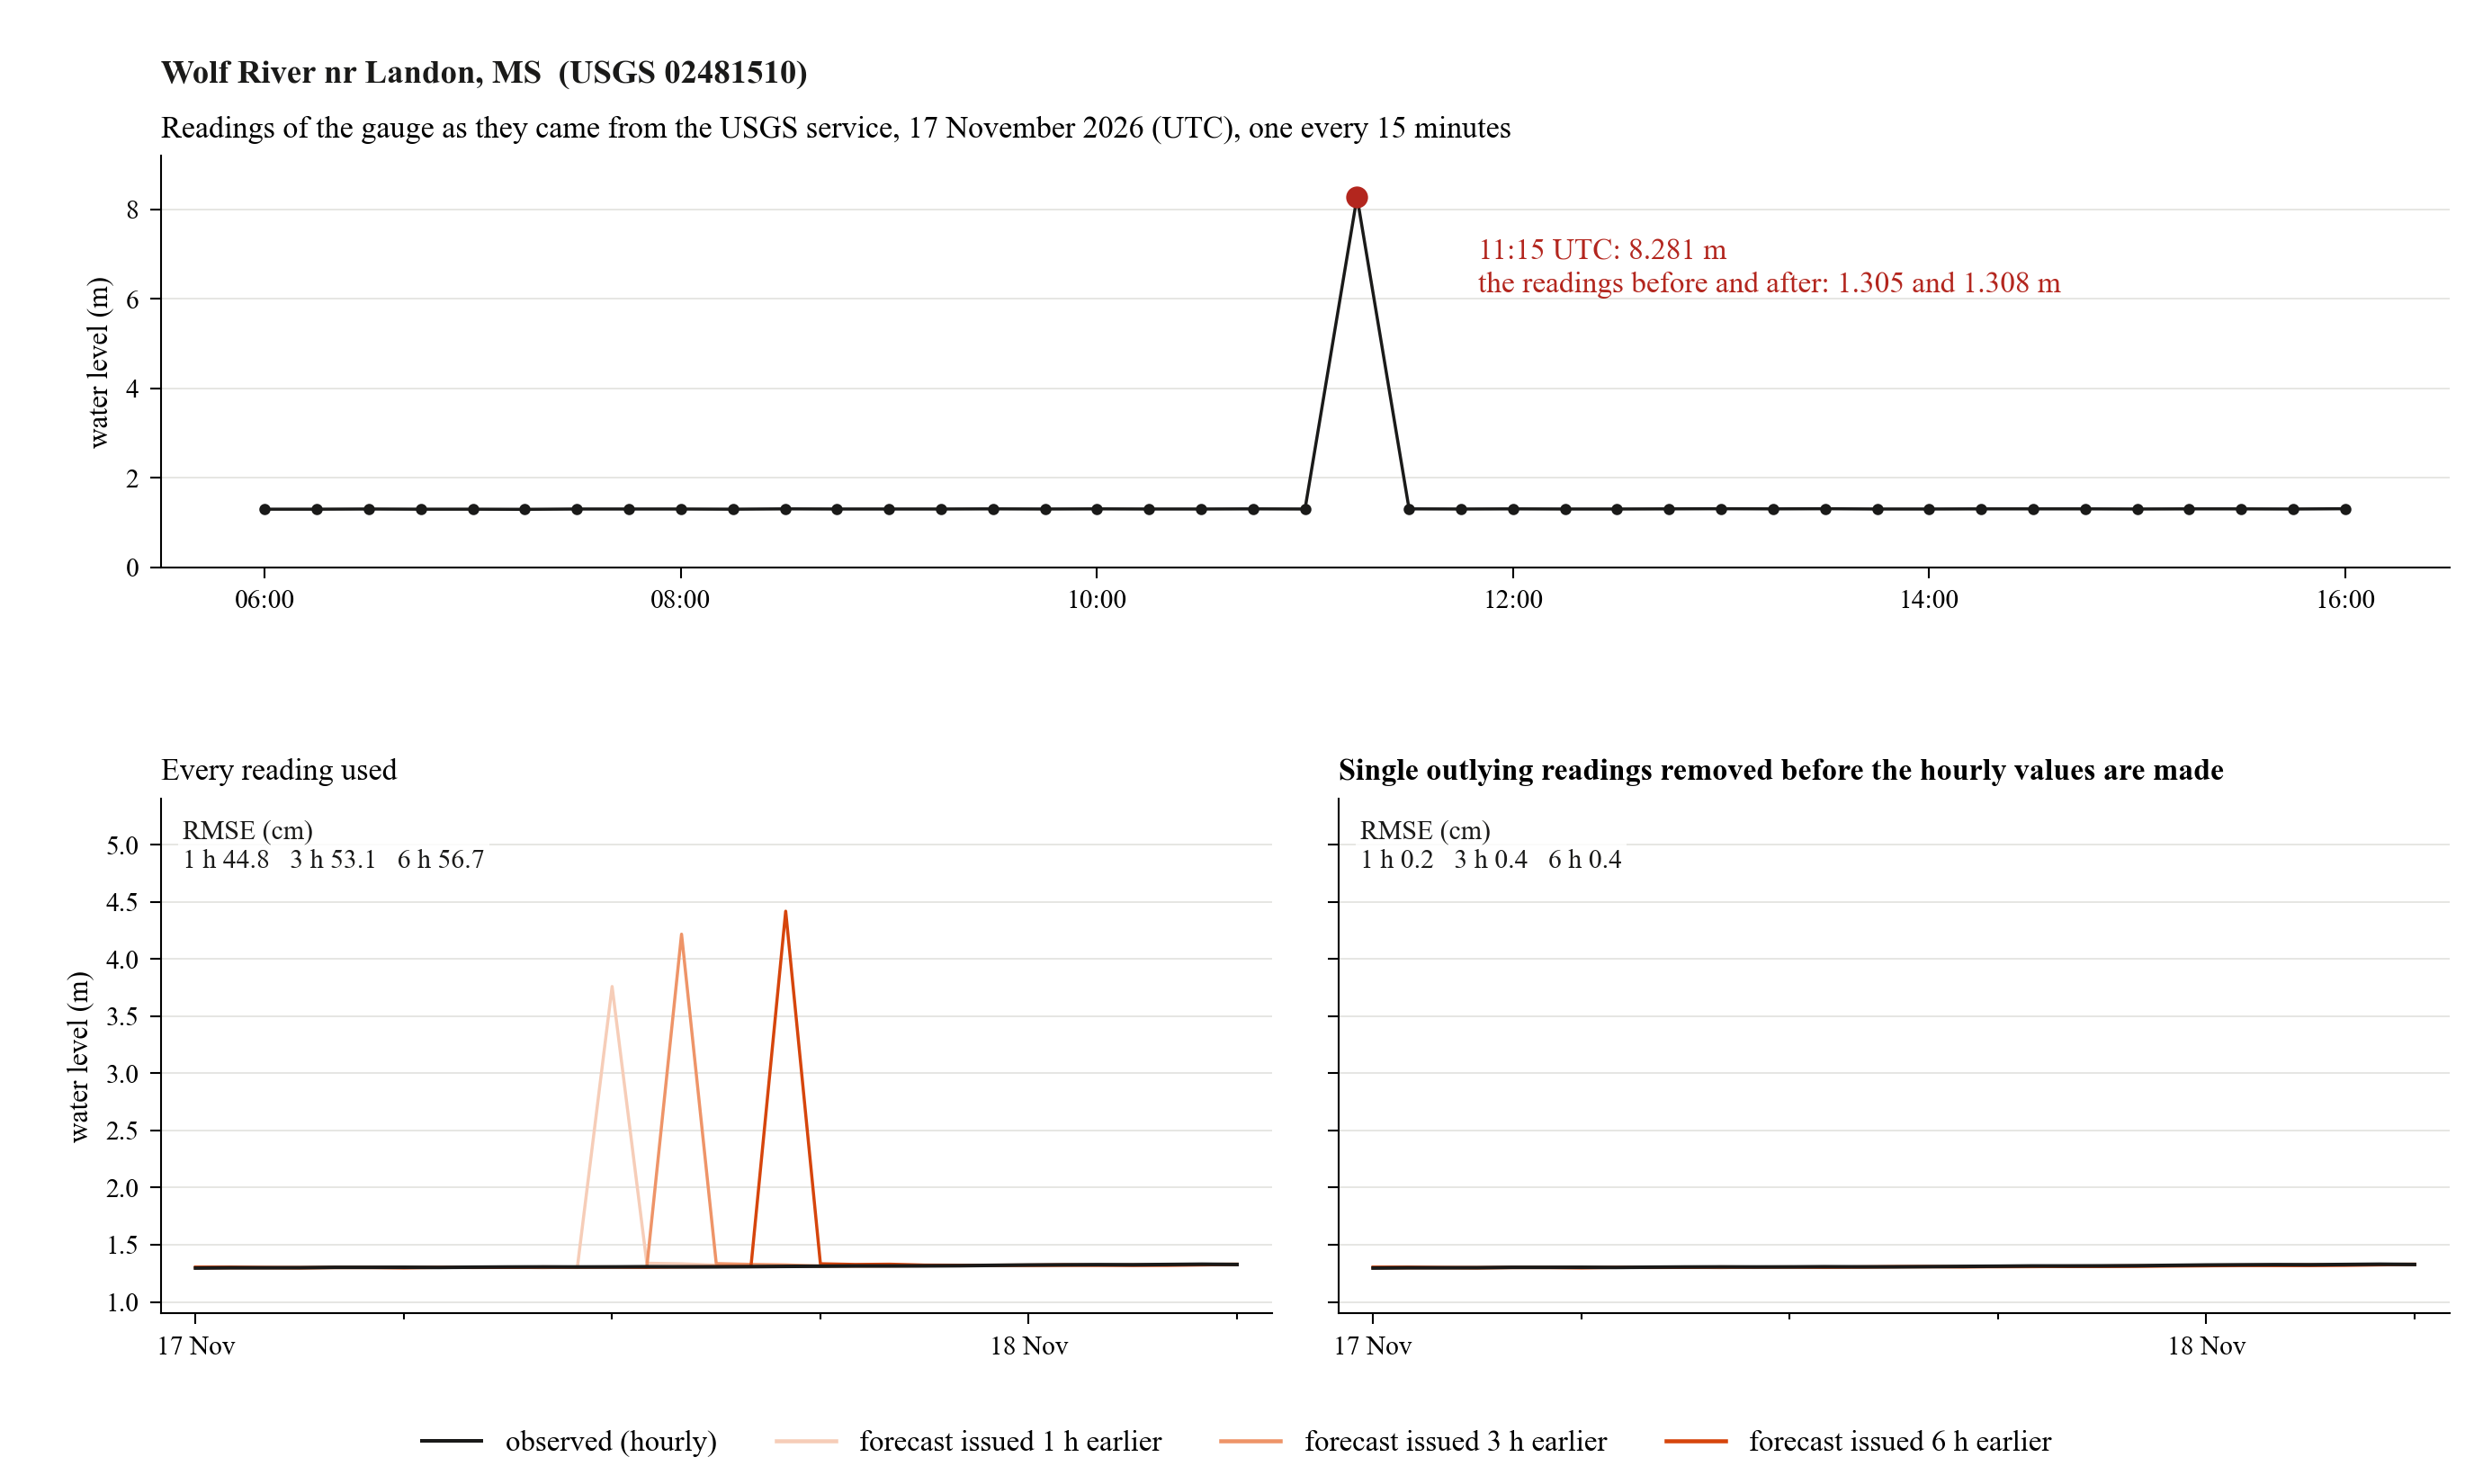 Wolf River nr Landon, MS (USGS 02481510)
Readings of the gauge as they came from the USGS service, 17 November 2026 (UTC), one every 15 minutes
water level (m)
8
6
4
2
0
11:15 UTC: 8.281 m
the readings before and after: 1.305 and 1.308 m
06:00 08:00 10:00 12:00 14:00 16:00
Every reading used
RMSE (cm)
1 h 44.8 3 h 53.1 6 h 56.7
water level (m)
5.0
4.5
4.0
3.5
3.0
2.5
2.0
1.5
1.0
17 Nov 18 Nov
Single outlying readings removed before the hourly values are made
RMSE (cm)
1 h 0.2 3 h 0.4 6 h 0.4
17 Nov 18 Nov
observed (hourly) forecast issued 1 h earlier forecast issued 3 h earlier forecast issued 6 h earlier